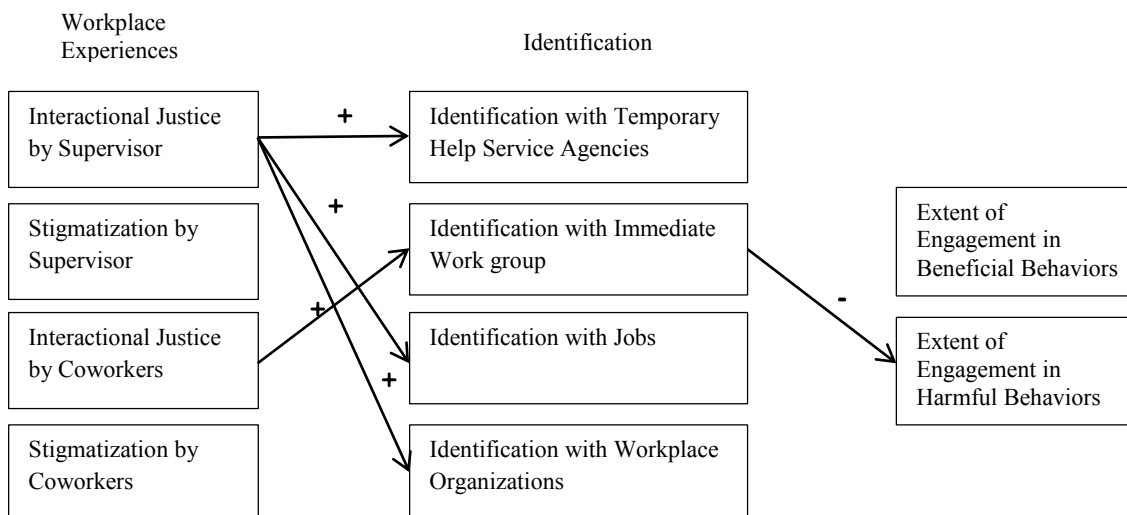 Workplace
Experiences
Identification
Interactional Justice
by Supervisor
Stigmatization by
Supervisor
Interactional Justice
by Coworkers
Stigmatization by
Coworkers
+
+
+
+
Identification with Temporary
Help Service Agencies
Identification with Immediate
Work group
Identification with Jobs
Identification with Workplace
Organizations
-
Extent of
Engagement in
Beneficial Behaviors
Extent of
Engagement in
Harmful Behaviors